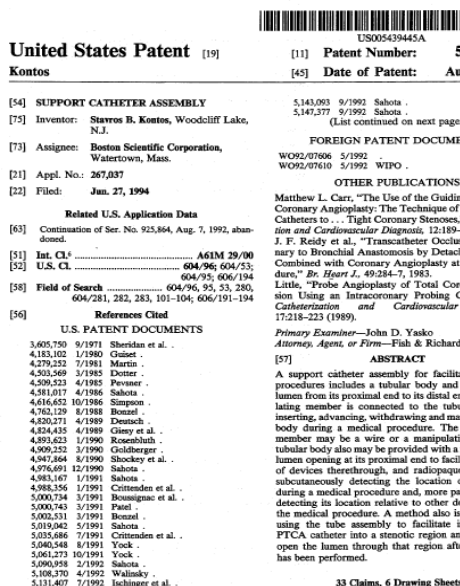 US005439445A
United States Patent [19]
Kontos
[11] Patent Number: 5
[45] Date of Patent: Au
[54] SUPPORT CATHETER ASSEMBLY
[75] Inventor: Stavros B. Kontos, Woodcliff Lake,
N.J.
[73] Assignee: Boston Scientific Corporation,
Watertown, Mass.
[21] Appl. No.: 267,037
[22] Filed: Jun. 27, 1994
Related U.S. Application Data
[63] Continuation of Ser. No. 925,864, Aug. 7, 1992, aban-
doned.
[51] Int. Cl.⁶ ........ A61M 29/00
[52] U.S. Cl. ........ 604/96; 604/53;
604/95; 606/194
[58] Field of Search ........ 604/96, 95, 53, 280,
604/281, 282, 283, 101-104; 606/191-194
[56] References Cited
U.S. PATENT DOCUMENTS
3,605,750 9/1971 Sheridan et al. .
4,183,102 1/1980 Guiset .
4,279,252 7/1981 Martin .
4,503,569 3/1985 Dotter .
4,509,523 4/1985 Pevsner .
4,581,017 4/1986 Sahota .
4,616,652 10/1986 Simpson .
4,762,129 8/1988 Bonzel .
4,820,271 4/1989 Deutsch .
4,824,435 4/1989 Giesy et al. .
4,893,623 1/1990 Rosenbluth .
4,909,252 3/1990 Goldberger .
4,947,864 8/1990 Shockey et al. .
4,976,691 12/1990 Sahota .
4,983,167 1/1991 Sahota .
4,988,356 1/1991 Crittenden et al. .
5,000,734 3/1991 Boussignac et al. .
5,000,743 3/1991 Patel .
5,002,531 3/1991 Bonzel .
5,019,042 5/1991 Sahota .
5,035,686 7/1991 Crittenden et al. .
5,040,548 8/1991 Yock .
5,061,273 10/1991 Yock .
5,090,958 2/1992 Sahota .
5,108,370 4/1992 Walinsky .
5,131,407 7/1992 Ischinger et al. .
5,143,093 9/1992 Sahota .
5,147,377 9/1992 Sahota .
(List continued on next page
FOREIGN PATENT DOCUME
WO92/07606 5/1992 .
WO92/07610 5/1992 WIPO .
OTHER PUBLICATIONS
Matthew L. Carr, "The Use of the Guidin
Coronary Angioplasty: The Technique of
Catheters to . . . Tight Coronary Stenoses,
tion and Cardiovascular Diagnosis, 12:189-
J. F. Reidy et al., "Transcatheter Occlu
nary to Bronchial Anastomosis by Detach
Combined with Coronary Angioplasty at
dure," Br. Heart J., 49:284-7, 1983.
Little, "Probe Angioplasty of Total Cor
sion Using an Intracoronary Probing C
Catheterization and Cardiovascular
17:218-223 (1989).
Primary Examiner—John D. Yasko
Attorney, Agent, or Firm—Fish & Richard
[57] ABSTRACT
A support catheter assembly for facilita
procedures includes a tubular body and
lumen from its proximal end to its distal e
lating member is connected to the tubu
inserting, advancing, withdrawing and ma
body during a medical procedure. The
member may be a wire or a manipulati
tubular body also may be provided with a
lumen opening at its proximal end to facil
of devices therethrough, and radiopaque
subcutaneously detecting the location o
during a medical procedure and, more pa
detecting its location relative to other de
the medical procedure. A method also is
using the tube assembly to facilitate i
PTCA catheter into a stenotic region an
open the lumen through that region afte
has been performed.
33 Claims, 6 Drawing Sheet